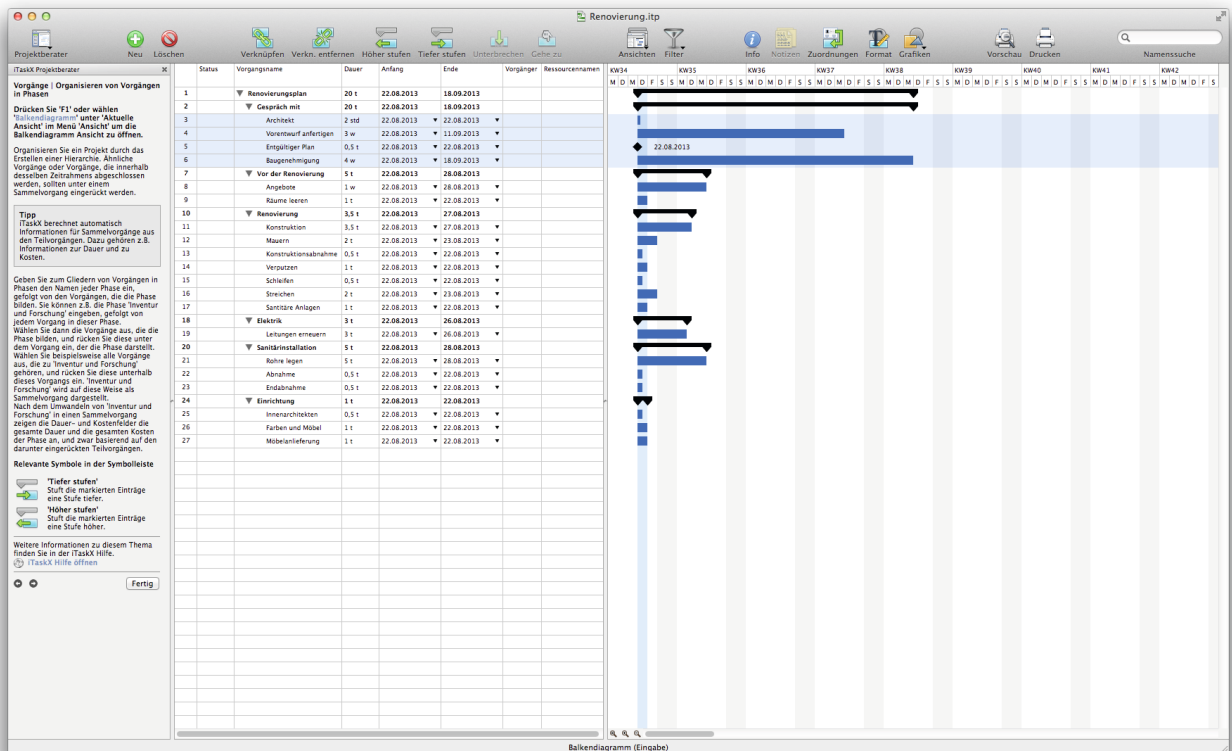 Renovierung.itp
Projektberater Neu Löschen Verknüpfen Verkn. entfernen Höher stufen Tiefer stufen Unterbrechen Gehe zu Ansichten Filter Info Notizen Zuordnungen Format Grafiken Vorschau Drucken Namenssuche
iTaskX Projektberater
Vorgänge | Organisieren von Vorgängen
in Phasen
Drücken Sie 'F1' oder wählen
'Balkendiagramm' unter 'Aktuelle
Ansicht' im Menü 'Ansicht' um die
Balkendiagramm Ansicht zu öffnen.
Organisieren Sie ein Projekt durch das
Erstellen einer Hierarchie. Ähnliche
Vorgänge oder Vorgänge, die innerhalb
desselben Zeitrahmens abgeschlossen
werden, sollten unter einem
Sammelvorgang eingerückt werden.
Tipp
iTaskX berechnet automatisch
Informationen für Sammelvorgänge aus
den Teilvorgängen. Dazu gehören z.B.
Informationen zur Dauer und zu
Kosten.
Geben Sie zum Gliedern von Vorgängen in
Phasen den Namen jeder Phase ein,
gefolgt von den Vorgängen, die die Phase
bilden. Sie können z.B. die Phase 'Inventur
und Forschung' eingeben, gefolgt von
jedem Vorgang in dieser Phase.
Wählen Sie dann die Vorgänge aus, die die
Phase bilden, und rücken Sie diese unter
dem Vorgang ein, der die Phase darstellt.
Wählen Sie beispielsweise alle Vorgänge
aus, die zu 'Inventur und Forschung'
gehören, und rücken Sie diese unterhalb
dieses Vorgangs ein. 'Inventur und
Forschung' wird auf diese Weise als
Sammelvorgang dargestellt.
Nach dem Umwandeln von 'Inventur und
Forschung' in einen Sammelvorgang
zeigen die Dauer- und Kostenfelder die
gesamte Dauer und die gesamten Kosten
der Phase an, und zwar basierend auf den
darunter eingerückten Teilvorgängen.
Relevante Symbole in der Symbolleiste
'Tiefer stufen'
Stuft die markierten Einträge
eine Stufe tiefer.
'Höher stufen'
Stuft die markierten Einträge
eine Stufe höher.
Weitere Informationen zu diesem Thema
finden Sie in der iTaskX Hilfe.
iTaskX Hilfe öffnen
Fertig
Status Vorgangsname Dauer Anfang Ende Vorgänger Ressourcennamen
1 Renovierungsplan 20 t 22.08.2013 18.09.2013
2 Gespräch mit 20 t 22.08.2013 18.09.2013
3 Architekt 2 std 22.08.2013 22.08.2013
4 Vorentwurf anfertigen 3 w 22.08.2013 11.09.2013
5 Entgültiger Plan 0,5 t 22.08.2013 22.08.2013
6 Baugenehmigung 4 w 22.08.2013 18.09.2013
7 Vor der Renovierung 5 t 22.08.2013 28.08.2013
8 Angebote 1 w 22.08.2013 28.08.2013
9 Räume leeren 1 t 22.08.2013 22.08.2013
10 Renovierung 3,5 t 22.08.2013 27.08.2013
11 Konstruktion 3,5 t 22.08.2013 27.08.2013
12 Mauern 2 t 22.08.2013 23.08.2013
13 Konstruktionsabnahme 0,5 t 22.08.2013 22.08.2013
14 Verputzen 1 t 22.08.2013 22.08.2013
15 Schleifen 0,5 t 22.08.2013 22.08.2013
16 Streichen 2 t 22.08.2013 23.08.2013
17 Santitäre Anlagen 1 t 22.08.2013 22.08.2013
18 Elektrik 3 t 22.08.2013 26.08.2013
19 Leitungen erneuern 3 t 22.08.2013 26.08.2013
20 Sanitärinstallation 5 t 22.08.2013 28.08.2013
21 Rohre legen 5 t 22.08.2013 28.08.2013
22 Abnahme 0,5 t 22.08.2013 22.08.2013
23 Endabnahme 0,5 t 22.08.2013 22.08.2013
24 Einrichtung 1 t 22.08.2013 22.08.2013
25 Innenarchitekten 0,5 t 22.08.2013 22.08.2013
26 Farben und Möbel 1 t 22.08.2013 22.08.2013
27 Möbelanlieferung 1 t 22.08.2013 22.08.2013
KW34 KW35 KW36 KW37 KW38 KW39 KW40 KW41 KW42
M D M D F S S M D M D F S S M D M D F S S M D M D F S S M D M D F S S M D M D F S S M D M D F S S M D M D F S S M D M D F S
22.08.2013
Balkendiagramm (Eingabe)